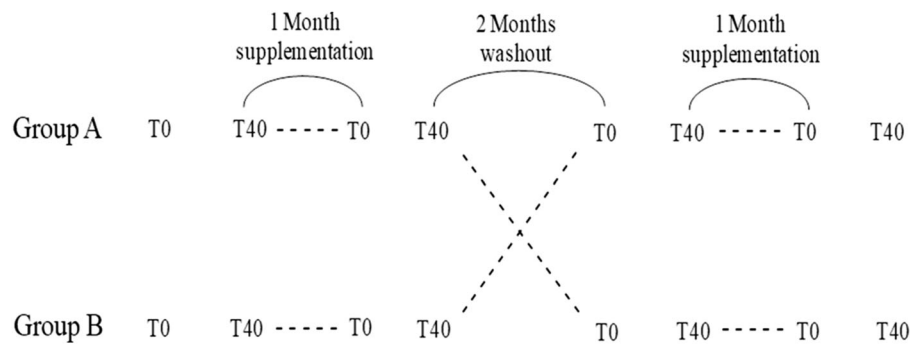 1 Month
supplementation
2 Months
washout
1 Month
supplementation
Group A T0 T40 ----- T0 T40 T0 T40 ----- T0 T40
Group B T0 T40 ----- T0 T40 T0 T40 ----- T0 T40